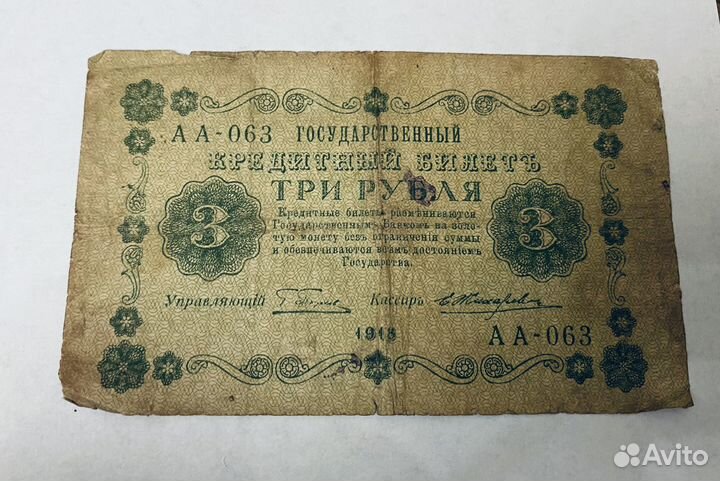 АА-063 ГОСУДАРСТВЕННЫЙ
КРЕДИТНЫЙ БИЛЕТЪ
ТРИ РУБЛЯ
3 3
Кредитные билеты размѣниваются
Государственнымъ Банкомъ на золо-
тую монету безъ ограниченія суммы
и обезпечиваются всѣмъ достояніемъ
Государства.
Управляющій Кассиръ
1918 АА-063
Avito